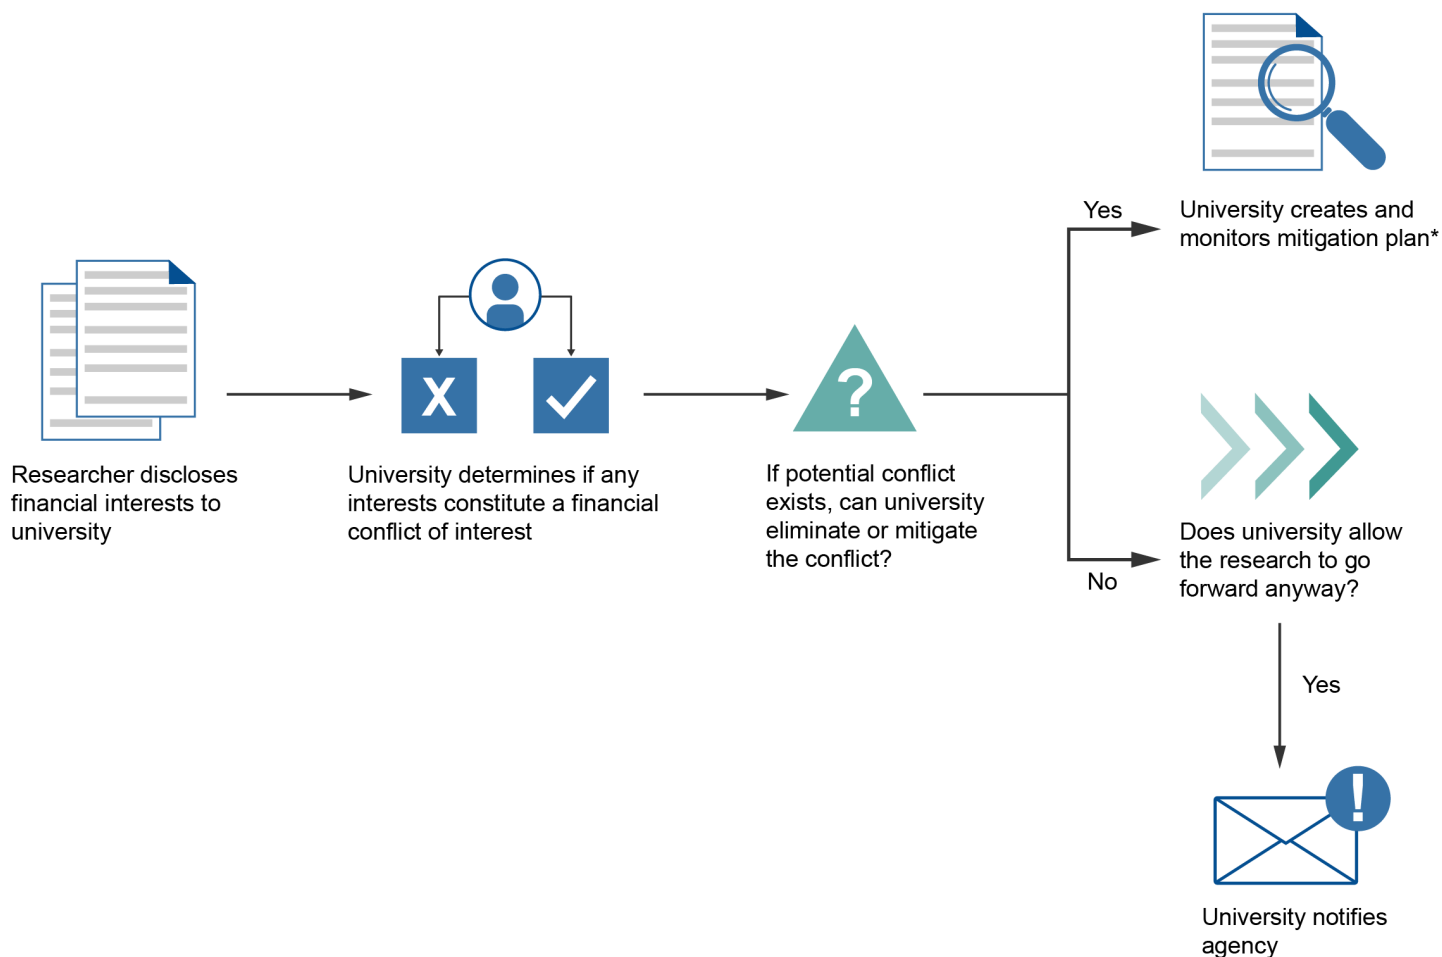 Researcher discloses
financial interests to
university
X
University determines if any
interests constitute a financial
conflict of interest
?
If potential conflict
exists, can university
eliminate or mitigate
the conflict?
Yes
University creates and
monitors mitigation plan*
No
Does university allow
the research to go
forward anyway?
Yes
!
University notifies
agency